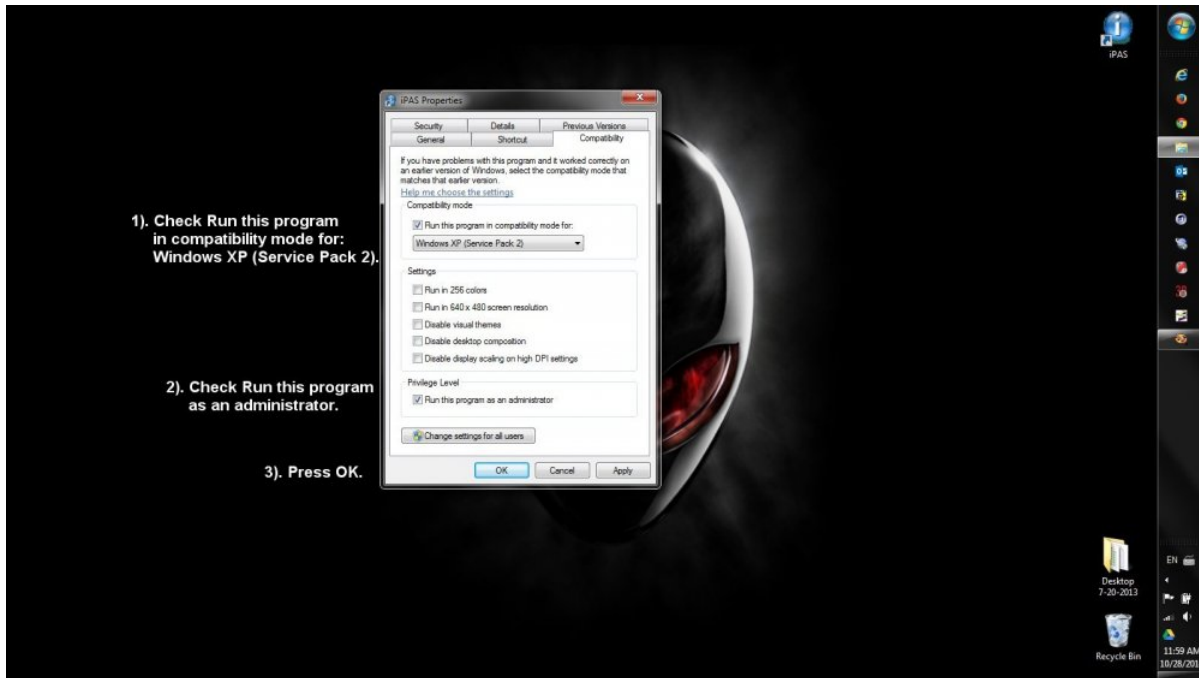 iPAS
iPAS Properties
Security Details Previous Versions
General Shortcut Compatibility
If you have problems with this program and it worked correctly on
an earlier version of Windows, select the compatibility mode that
matches that earlier version.
Help me choose the settings
Compatibility mode
Run this program in compatibility mode for:
Windows XP (Service Pack 2)
Settings
Run in 256 colors
Run in 640 x 480 screen resolution
Disable visual themes
Disable desktop composition
Disable display scaling on high DPI settings
Privilege Level
Run this program as an administrator
Change settings for all users
OK Cancel Apply
1). Check Run this program
in compatibility mode for:
Windows XP (Service Pack 2).
2). Check Run this program
as an administrator.
3). Press OK.
Desktop
7-20-2013
Recycle Bin
EN
11:59 AM
10/28/201